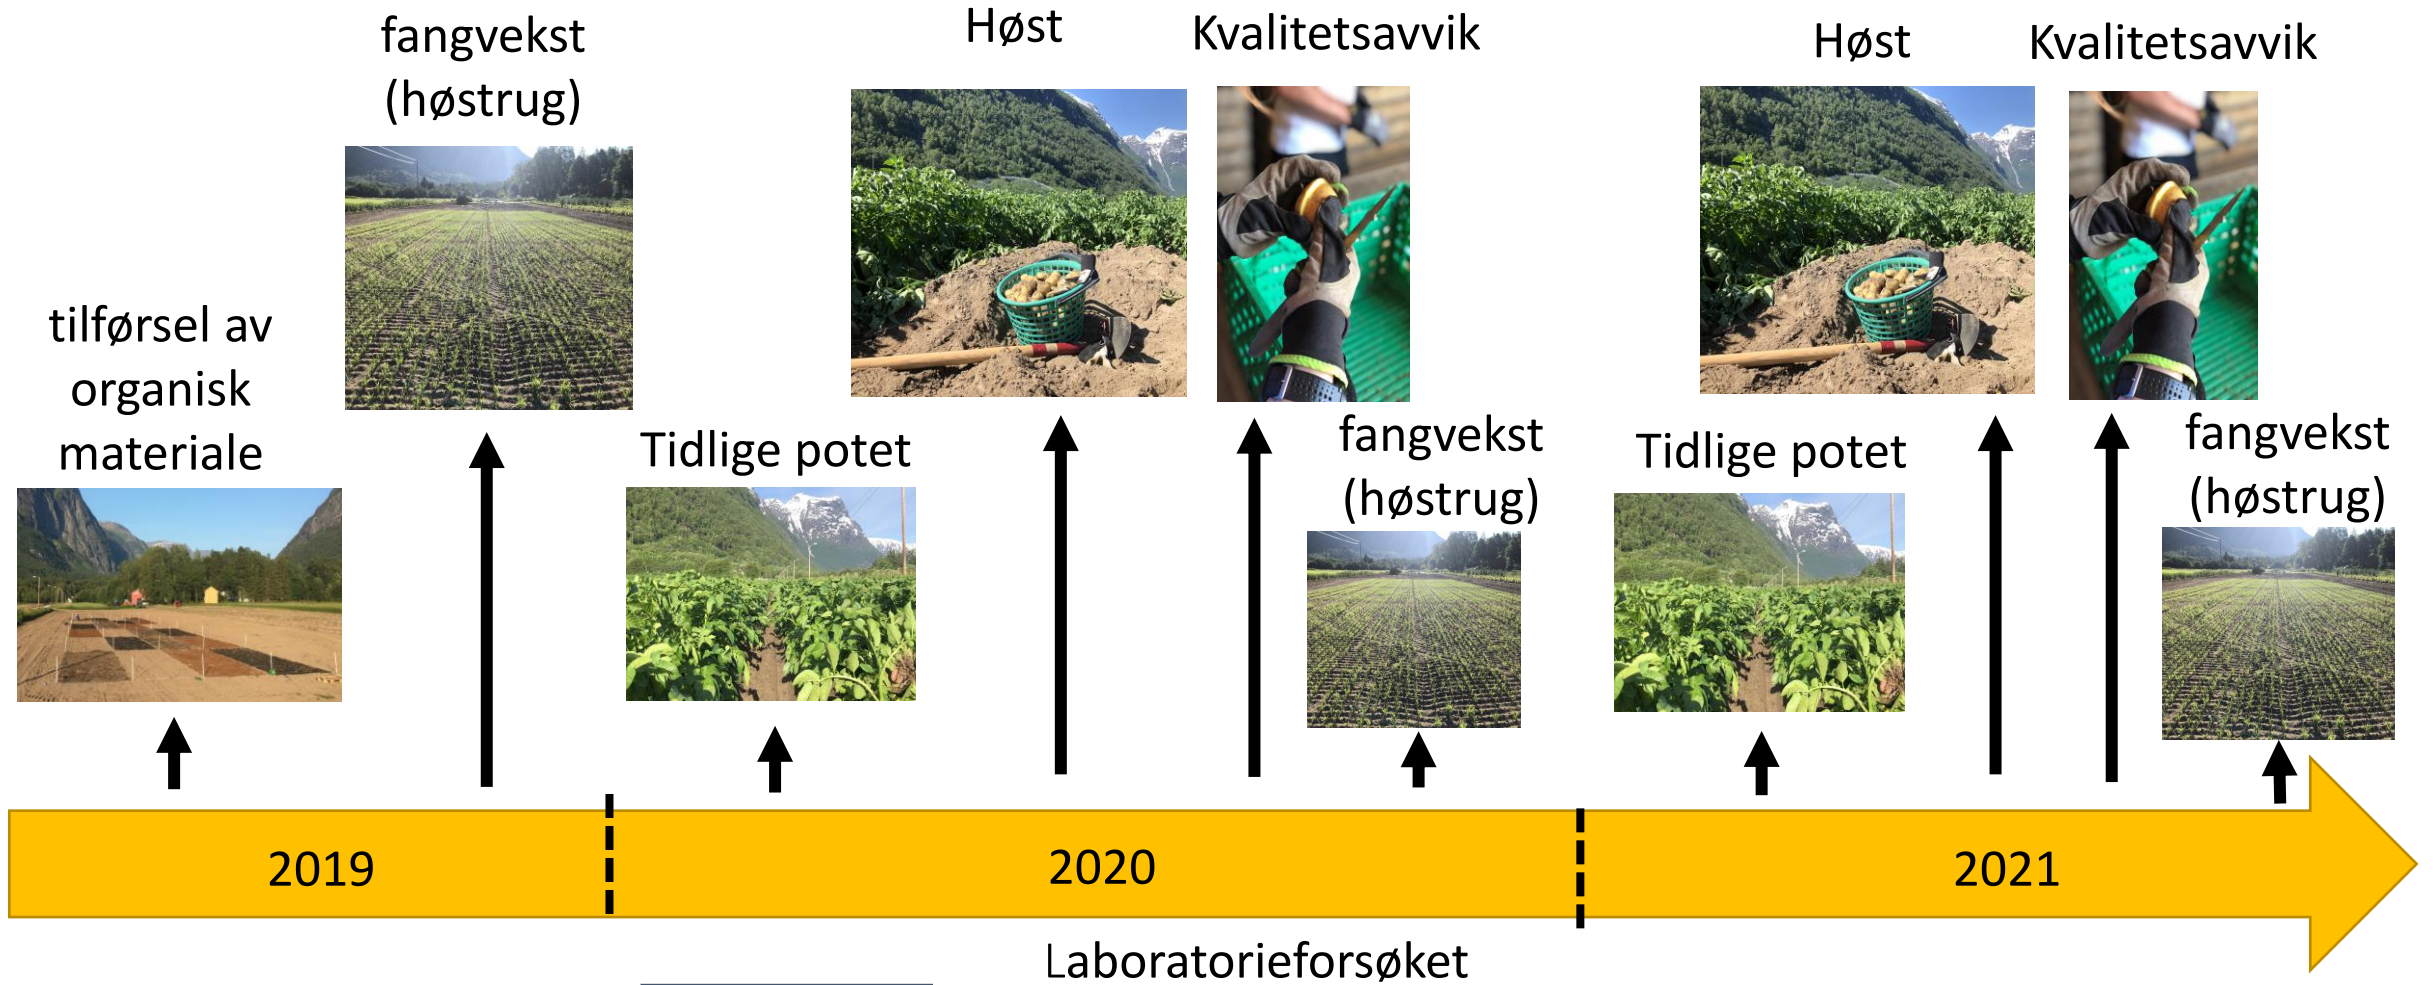 tilførsel av
organisk
materiale
fangvekst
(høstrug)
Tidlige potet
Høst
Kvalitetsavvik
fangvekst
(høstrug)
Tidlige potet
Høst
Kvalitetsavvik
fangvekst
(høstrug)
2019
2020
2021
Laboratorieforsøket